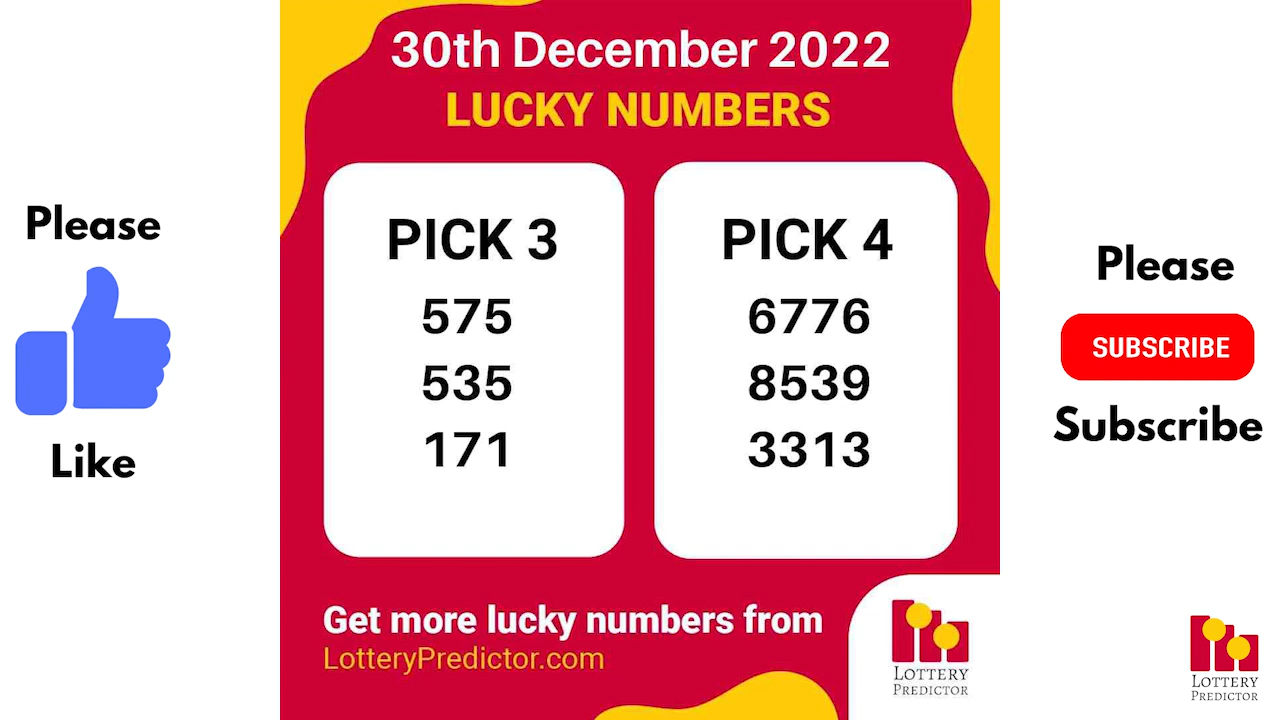 30th December 2022
LUCKY NUMBERS
Please
Like
PICK 3
575
535
171
PICK 4
6776
8539
3313
Please
SUBSCRIBE
Subscribe
Get more lucky numbers from
LotteryPredictor.com
LOTTERY
PREDICTOR
LOTTERY
PREDICTOR